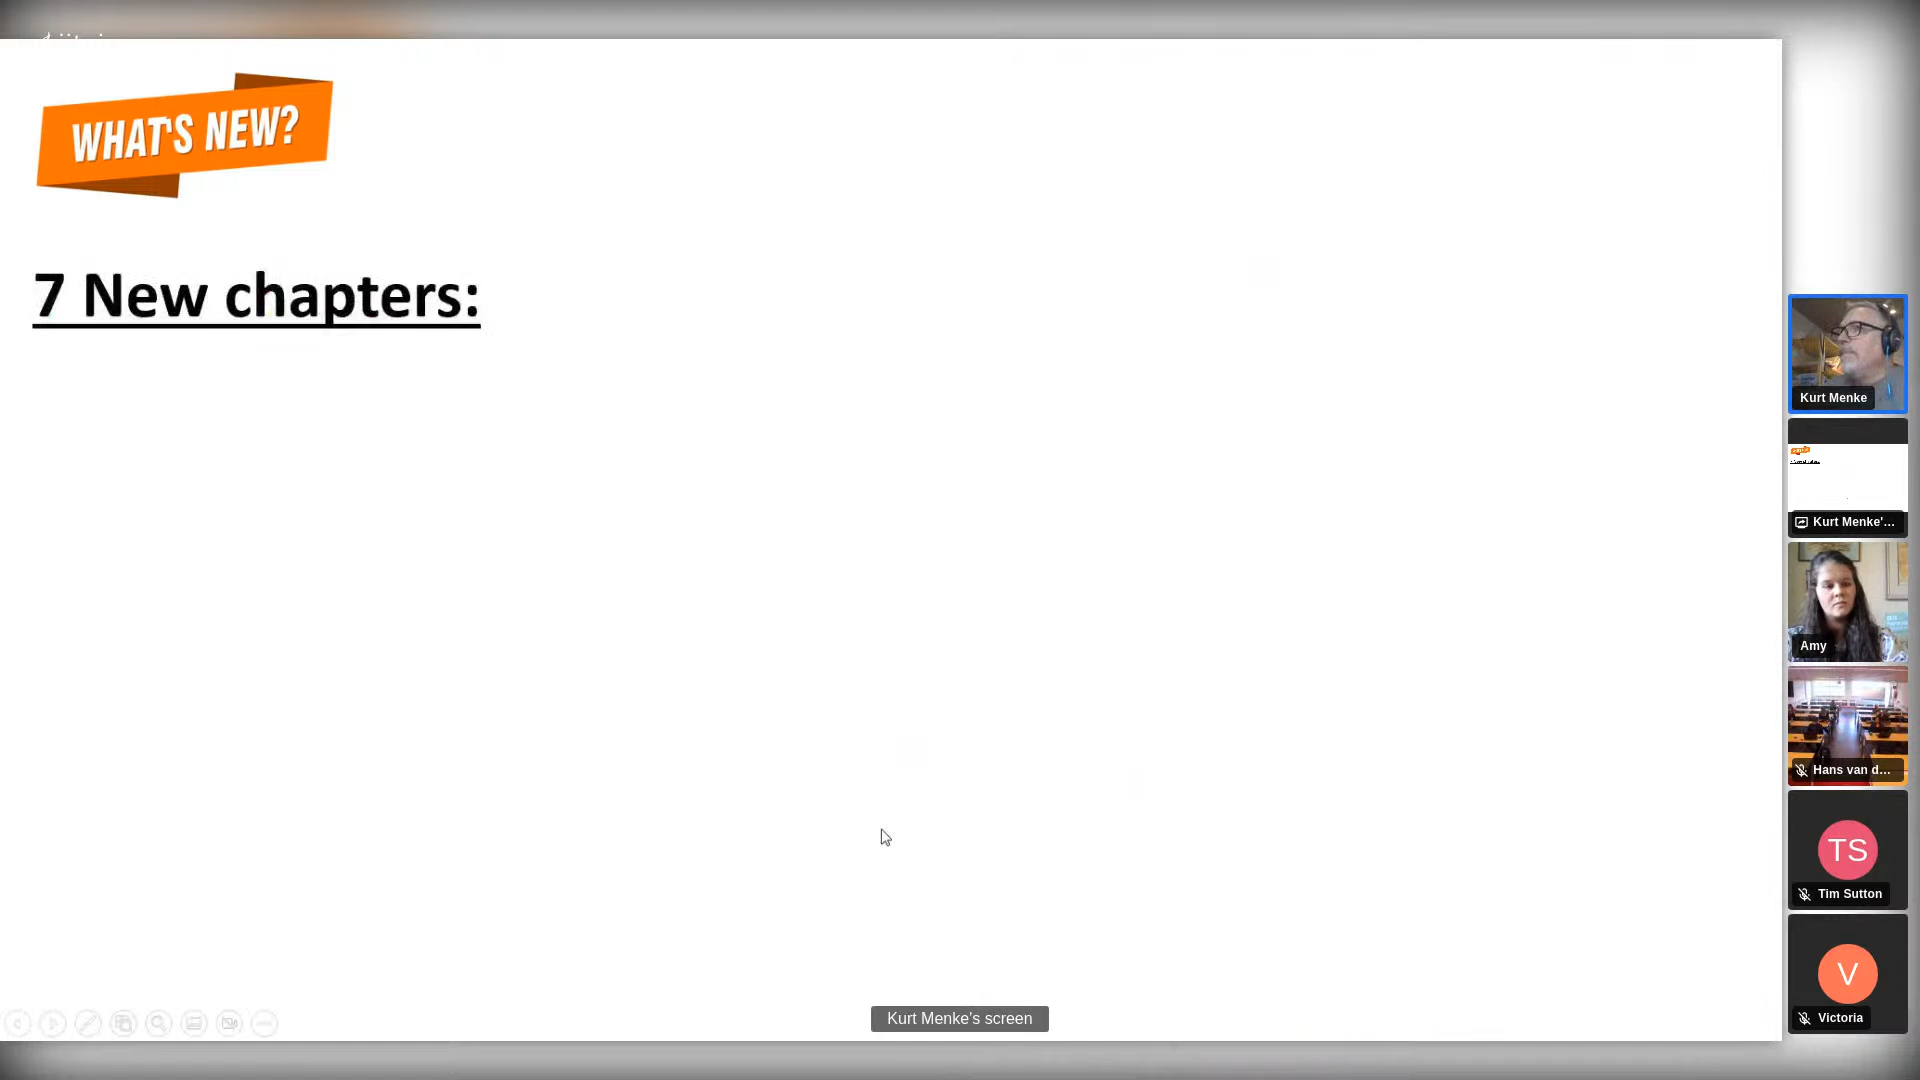 WHAT'S NEW?
7 New chapters:
Kurt Menke
Kurt Menke'...
Amy
Hans van d...
TS
Tim Sutton
V
Victoria
Kurt Menke's screen